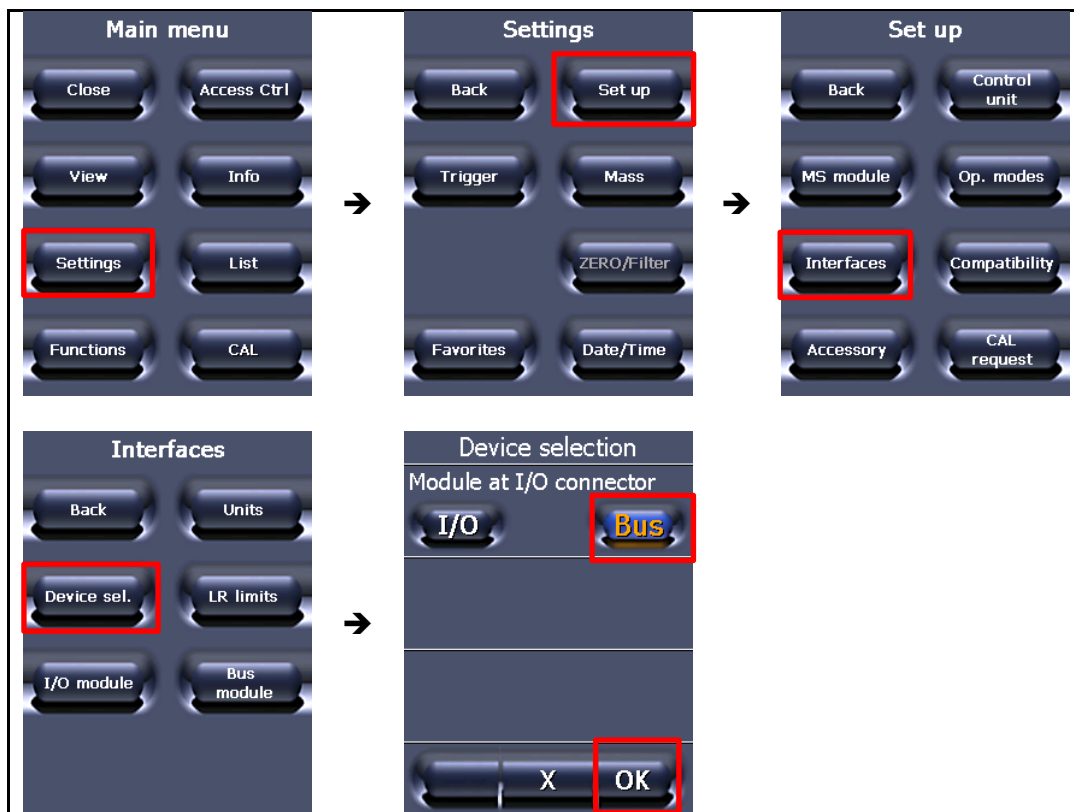 Main menu
Close
Access Ctrl
View
Info
Settings
List
Functions
CAL
➔
Settings
Back
Set up
Trigger
Mass
ZERO/Filter
Favorites
Date/Time
➔
Set up
Back
Control
unit
MS module
Op. modes
Interfaces
Compatibility
Accessory
CAL
request
Interfaces
Back
Units
Device sel.
LR limits
I/O module
Bus
module
➔
Device selection
Module at I/O connector
I/O
Bus
X
OK